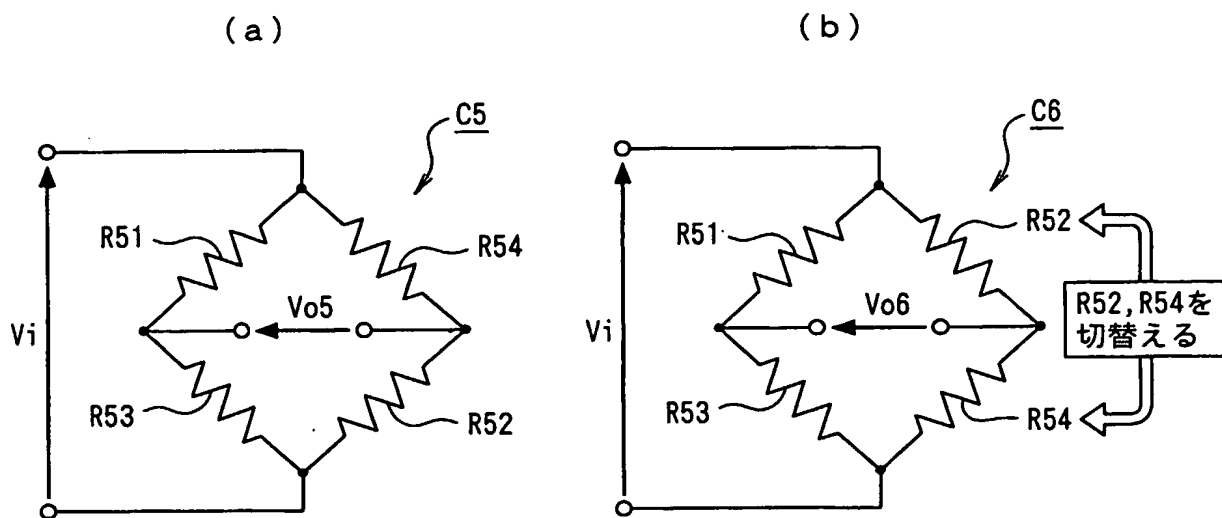 (a)
C5
R51
R54
Vo5
Vi
R53
R52
(b)
C6
R51
R52
Vo6
Vi
R52,R54を
切替える
R53
R54